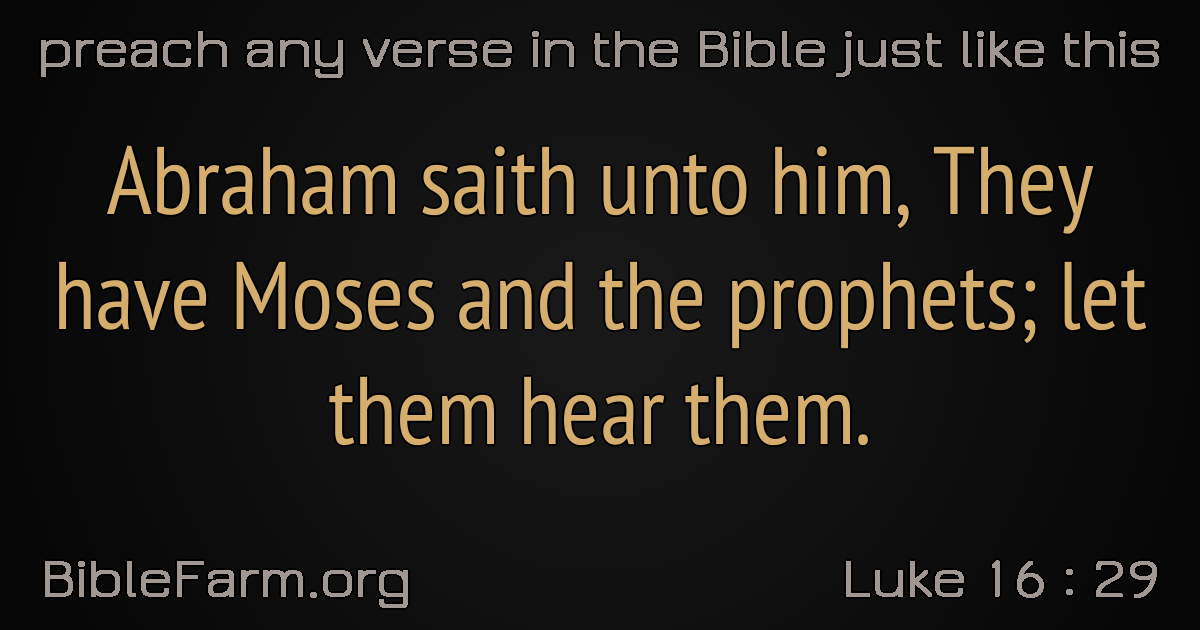 preach any verse in the Bible just like this
Abraham saith unto him, They
have Moses and the prophets; let
them hear them.
BibleFarm.org
Luke 16 : 29